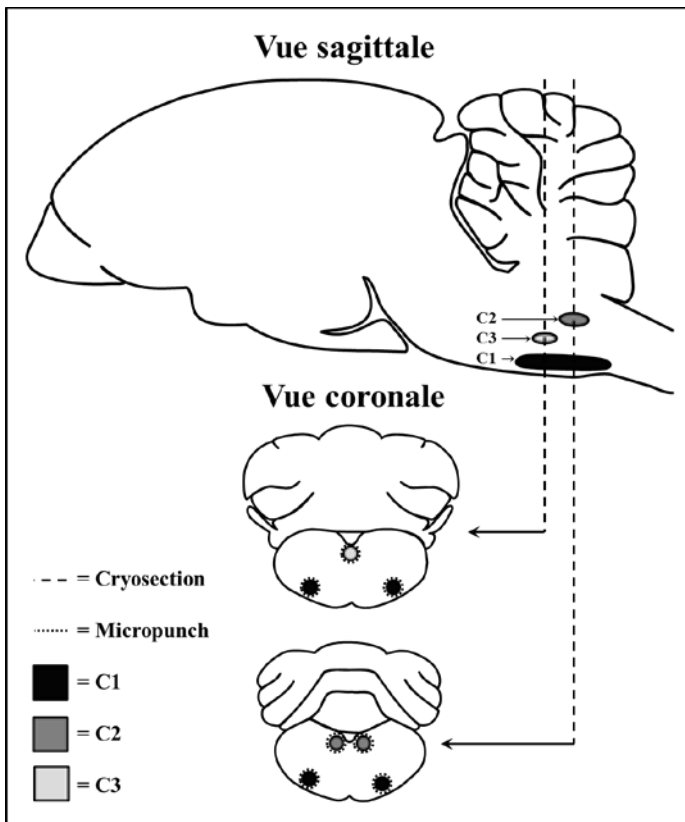 Vue sagittale
C2
C3
C1
Vue coronale
= Cryosection
= Micropunch
= C1
= C2
= C3